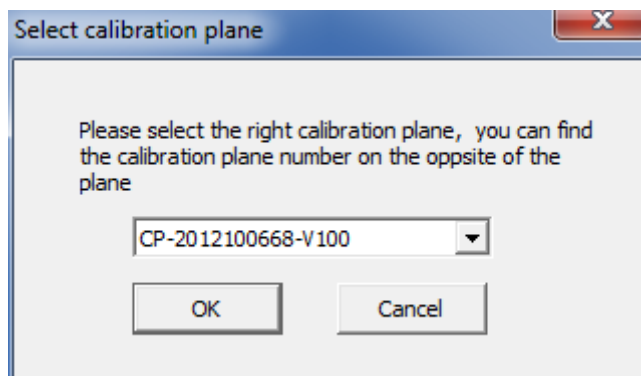 Select calibration plane
Please select the right calibration plane, you can find
the calibration plane number on the oppsite of the
plane
CP-2012100668-V100
OK
Cancel